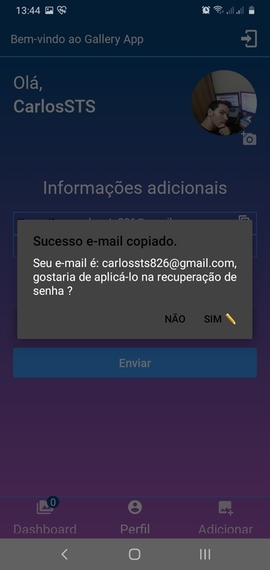 13:44
Bem-vindo ao Gallery App
Olá,
CarlosSTS
Informações adicionais
Sucesso e-mail copiado.
Seu e-mail é: carlossts826@gmail.com,
gostaria de aplicá-lo na recuperação de
senha ?
NÃO SIM ✏️
Enviar
0
Dashboard Perfil Adicionar